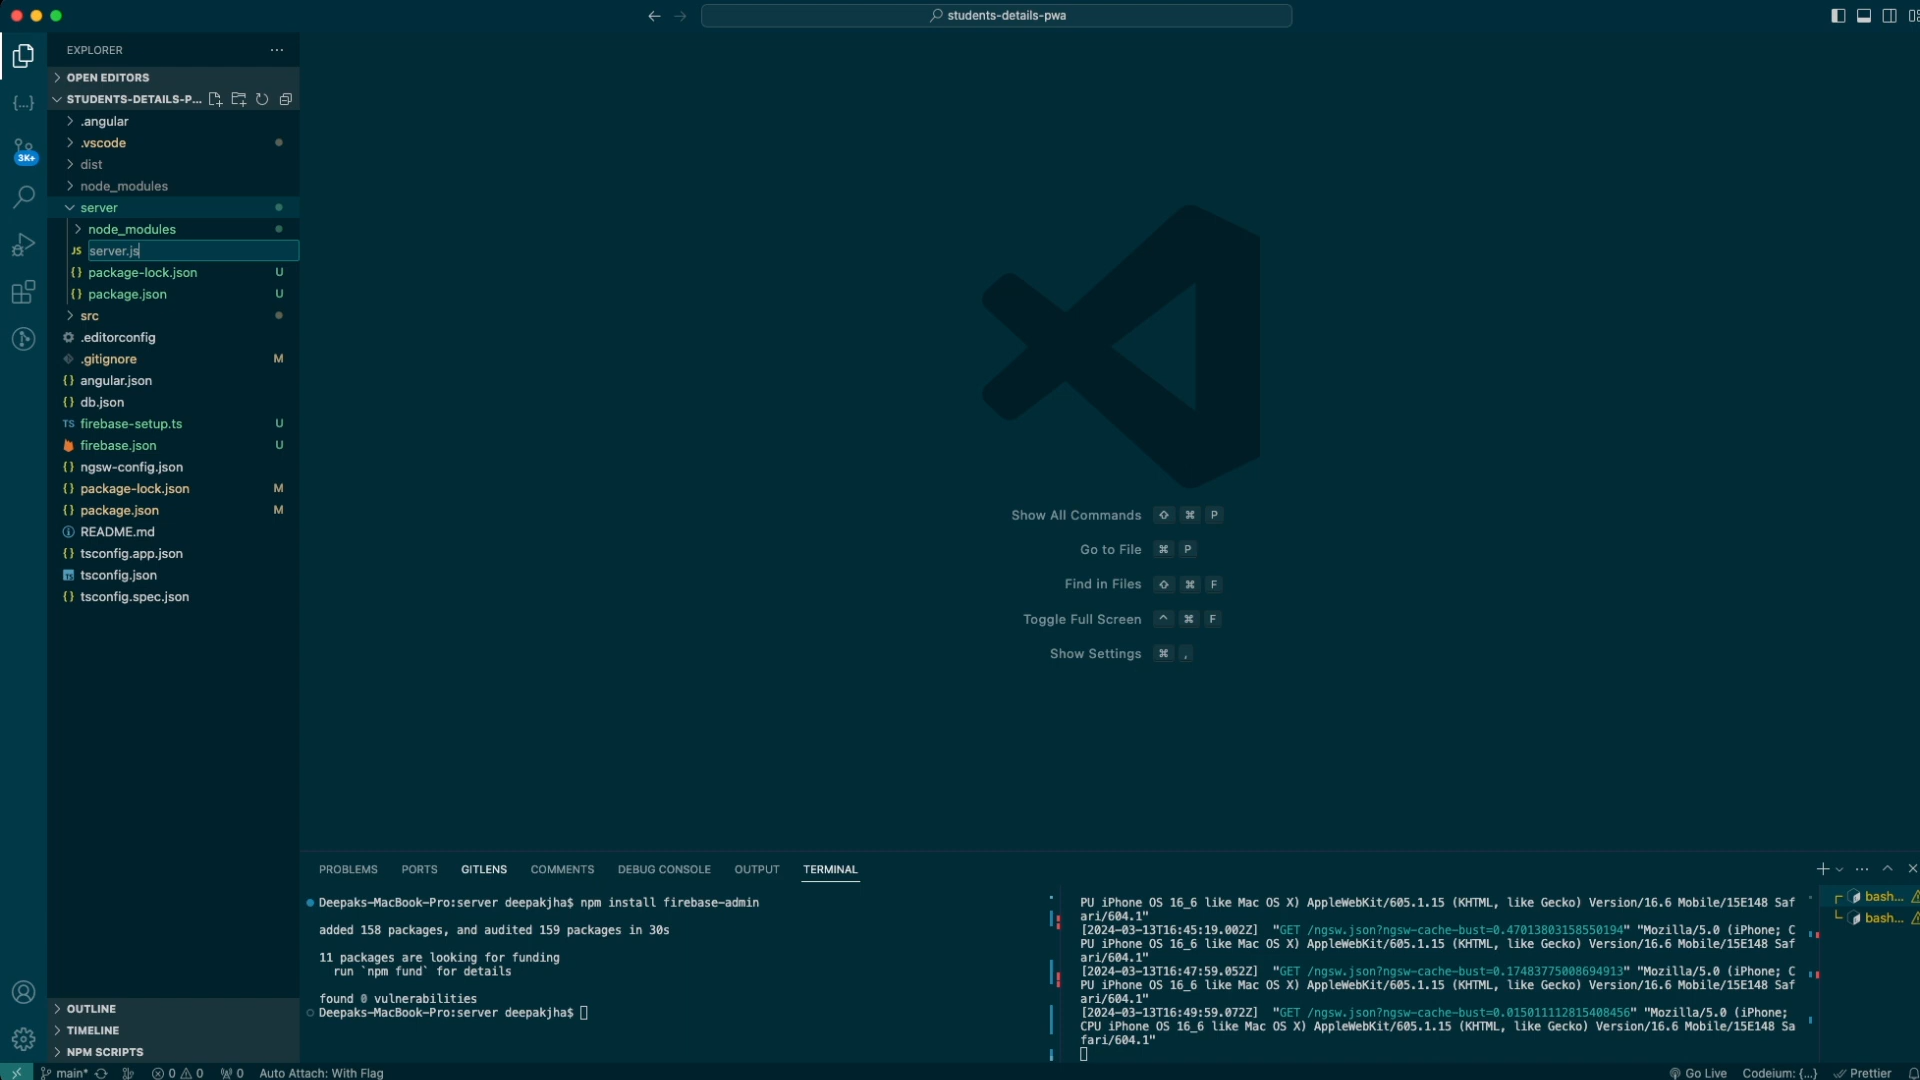 students-details-pwa
EXPLORER
OPEN EDITORS
STUDENTS-DETAILS-P...
.angular
.vscode
3K+
dist
node_modules
server
node_modules
JS server.js
{} package-lock.json U
{} package.json U
src
.editorconfig
.gitignore M
{} angular.json
{} db.json
TS firebase-setup.ts U
firebase.json U
{} ngsw-config.json
{} package-lock.json M
{} package.json M
README.md
{} tsconfig.app.json
tsconfig.json
{} tsconfig.spec.json
Show All Commands ⇧ ⌘ P
Go to File ⌘ P
Find in Files ⇧ ⌘ F
Toggle Full Screen ^ ⌘ F
Show Settings ⌘ ,
PROBLEMS PORTS GITLENS COMMENTS DEBUG CONSOLE OUTPUT TERMINAL
Deepaks-MacBook-Pro:server deepakjha$ npm install firebase-admin
added 158 packages, and audited 159 packages in 30s
11 packages are looking for funding
run `npm fund` for details
found 0 vulnerabilities
Deepaks-MacBook-Pro:server deepakjha$
PU iPhone OS 16_6 like Mac OS X) AppleWebKit/605.1.15 (KHTML, like Gecko) Version/16.6 Mobile/15E148 Saf
ari/604.1"
[2024-03-13T16:45:19.002Z] "GET /ngsw.json?ngsw-cache-bust=0.47013803158550194" "Mozilla/5.0 (iPhone; C
PU iPhone OS 16_6 like Mac OS X) AppleWebKit/605.1.15 (KHTML, like Gecko) Version/16.6 Mobile/15E148 Saf
ari/604.1"
[2024-03-13T16:47:59.052Z] "GET /ngsw.json?ngsw-cache-bust=0.17483775008694913" "Mozilla/5.0 (iPhone; C
PU iPhone OS 16_6 like Mac OS X) AppleWebKit/605.1.15 (KHTML, like Gecko) Version/16.6 Mobile/15E148 Saf
ari/604.1"
[2024-03-13T16:49:59.072Z] "GET /ngsw.json?ngsw-cache-bust=0.015011112815408456" "Mozilla/5.0 (iPhone;
CPU iPhone OS 16_6 like Mac OS X) AppleWebKit/605.1.15 (KHTML, like Gecko) Version/16.6 Mobile/15E148 Sa
fari/604.1"
bash...
bash...
OUTLINE
TIMELINE
NPM SCRIPTS
main* 0 0 0 Auto Attach: With Flag Go Live Codeium: {...} Prettier